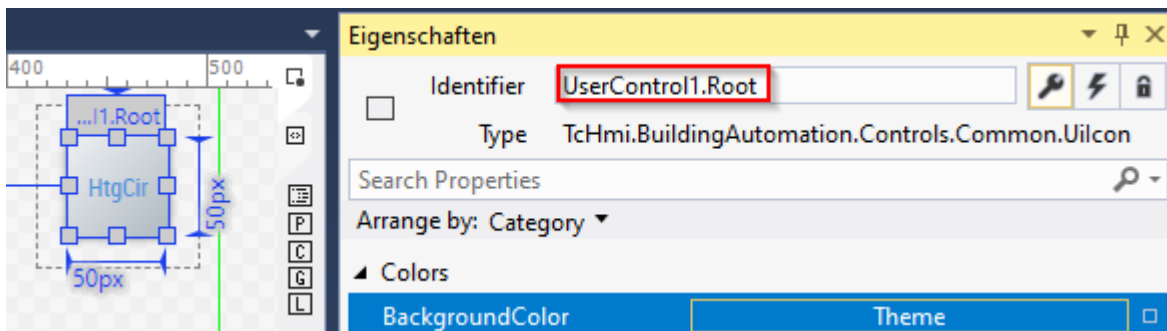 400
500
...l1.Root
HtgCir
50px
50px
P
C
G
L
Eigenschaften
Identifier UserControl1.Root
Type TcHmi.BuildingAutomation.Controls.Common.UiIcon
Search Properties
Arrange by: Category
Colors
BackgroundColor Theme